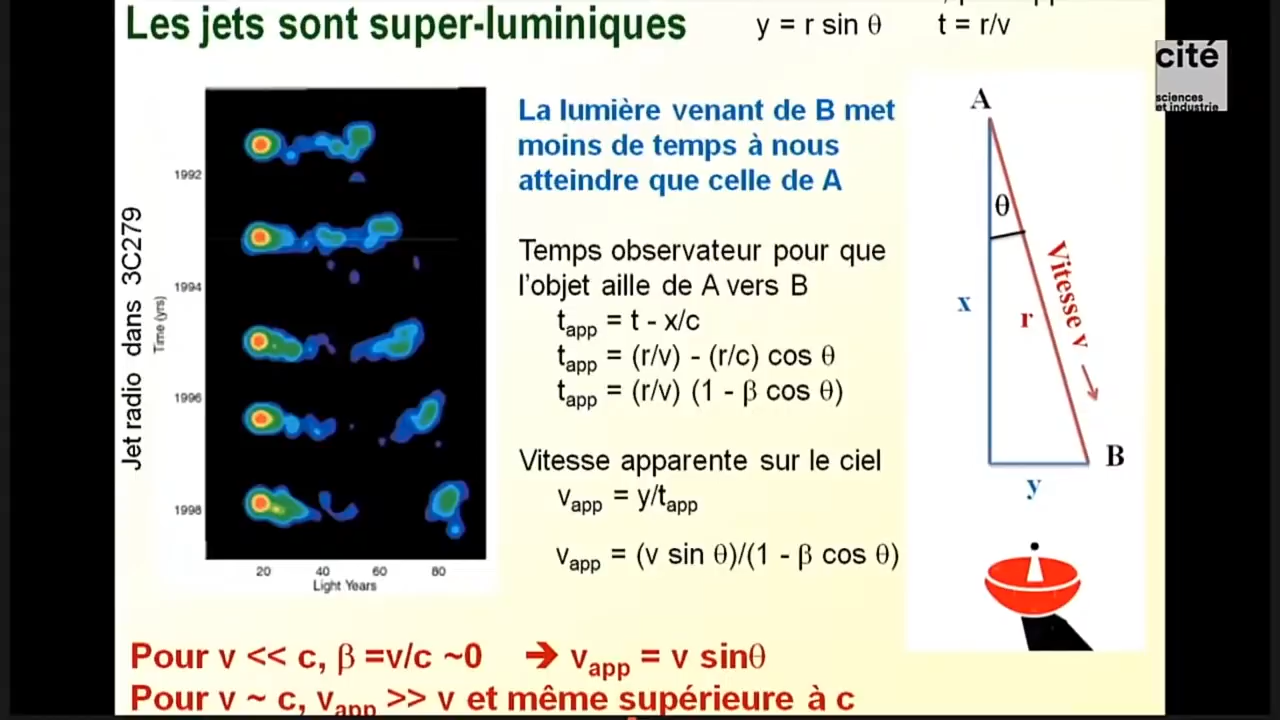 Les jets sont super-luminiques
y = r sin θ t = r/v
cité
sciences
et industrie
La lumière venant de B met
moins de temps à nous
atteindre que celle de A
Temps observateur pour que
l'objet aille de A vers B
tapp = t - x/c
tapp = (r/v) - (r/c) cos θ
tapp = (r/v) (1 - β cos θ)
Vitesse apparente sur le ciel
vapp = y/tapp
vapp = (v sin θ)/(1 - β cos θ)
Jet radio dans 3C279
Time (yrs)
1992
1994
1996
1998
20 40 60 80
Light Years
A
θ
x
r
Vitesse v
B
y
Pour v << c, β =v/c ~0 ➔ vapp = v sinθ
Pour v ~ c, vapp >> v et même supérieure à c